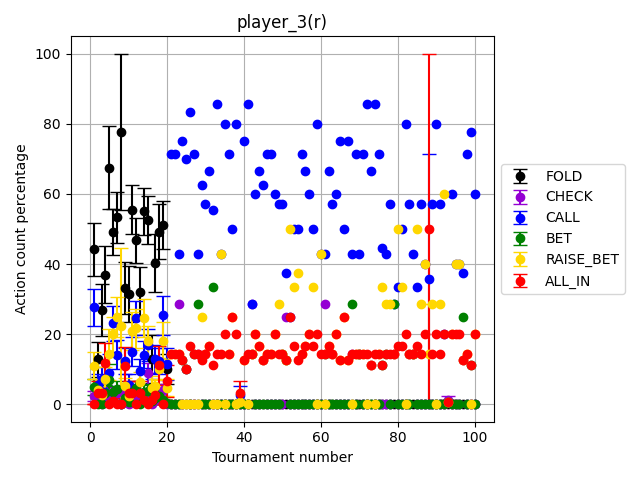 player_3(r)
Action count percentage
100
80
60
40
20
0
0 20 40 60 80 100
Tournament number
FOLD
CHECK
CALL
BET
RAISE_BET
ALL_IN